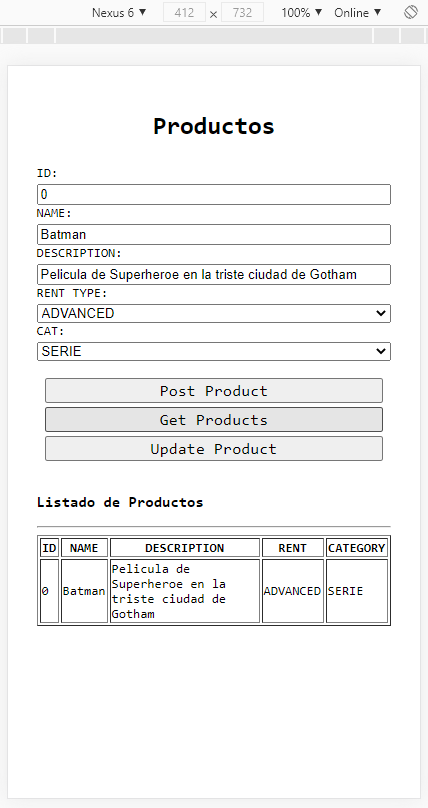 Nexus 6 ▼ 412 × 732 100% ▼ Online ▼
Productos
ID:
0
NAME:
Batman
DESCRIPTION:
Pelicula de Superheroe en la triste ciudad de Gotham
RENT TYPE:
ADVANCED
CAT:
SERIE
Post Product
Get Products
Update Product
Listado de Productos
ID NAME DESCRIPTION RENT CATEGORY
0 Batman Pelicula de Superheroe en la triste ciudad de Gotham ADVANCED SERIE